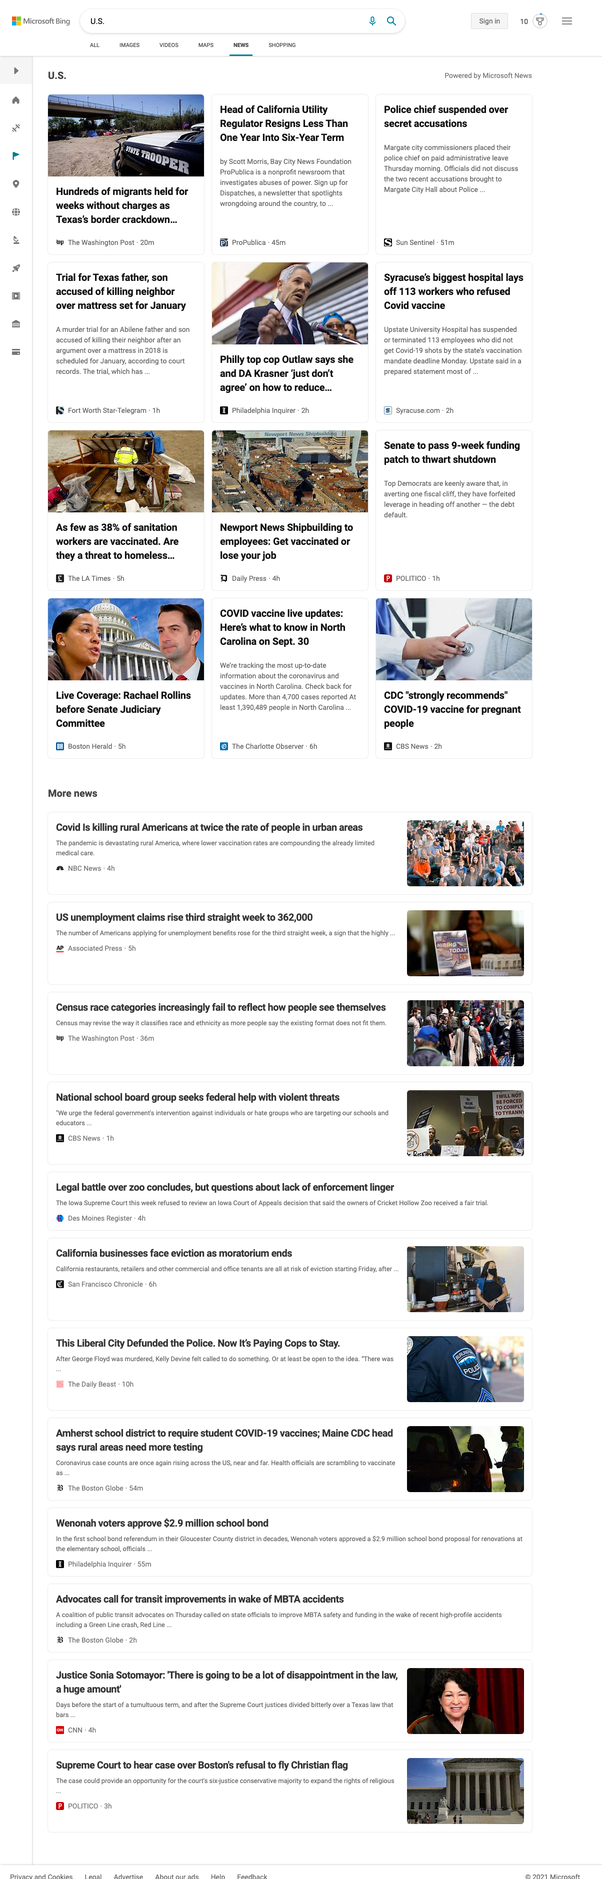 Microsoft Bing
U.S.
Sign in
10
ALL
IMAGES
VIDEOS
MAPS
NEWS
SHOPPING
U.S.
Powered by Microsoft News
STATE TROOPER
Hundreds of migrants held for
weeks without charges as
Texas's border crackdown...
The Washington Post · 20m
Head of California Utility
Regulator Resigns Less Than
One Year Into Six-Year Term
by Scott Morris, Bay City News Foundation
ProPublica is a nonprofit newsroom that
investigates abuses of power. Sign up for
Dispatches, a newsletter that spotlights
wrongdoing around the country, to ...
ProPublica · 45m
Police chief suspended over
secret accusations
Margate city commissioners placed their
police chief on paid administrative leave
Thursday morning. Officials did not discuss
the two recent accusations brought to
Margate City Hall about Police ...
Sun Sentinel · 51m
Trial for Texas father, son
accused of killing neighbor
over mattress set for January
A murder trial for an Abilene father and son
accused of killing their neighbor after an
argument over a mattress in 2018 is
scheduled for January, according to court
records. The trial, which has ...
Fort Worth Star-Telegram · 1h
Philly top cop Outlaw says she
and DA Krasner 'just don't
agree' on how to reduce...
Philadelphia Inquirer · 2h
Syracuse's biggest hospital lays
off 113 workers who refused
Covid vaccine
Upstate University Hospital has suspended
or terminated 113 employees who did not
get Covid-19 shots by the state's vaccination
mandate deadline Monday. Upstate said in a
prepared statement most of ...
Syracuse.com · 2h
As few as 38% of sanitation
workers are vaccinated. Are
they a threat to homeless...
The LA Times · 5h
Newport News Shipbuilding
Newport News Shipbuilding to
employees: Get vaccinated or
lose your job
Daily Press · 4h
Senate to pass 9-week funding
patch to thwart shutdown
Top Democrats are keenly aware that, in
averting one fiscal cliff, they have forfeited
leverage in heading off another — the debt
default.
POLITICO · 1h
Live Coverage: Rachael Rollins
before Senate Judiciary
Committee
Boston Herald · 5h
COVID vaccine live updates:
Here's what to know in North
Carolina on Sept. 30
We're tracking the most up-to-date
information about the coronavirus and
vaccines in North Carolina. Check back for
updates. More than 4,700 cases reported At
least 1,390,489 people in North Carolina ...
The Charlotte Observer · 6h
CDC "strongly recommends"
COVID-19 vaccine for pregnant
people
CBS News · 2h
More news
Covid Is killing rural Americans at twice the rate of people in urban areas
The pandemic is devastating rural America, where lower vaccination rates are compounding the already limited
medical care.
NBC News · 4h
US unemployment claims rise third straight week to 362,000
The number of Americans applying for unemployment benefits rose for the third straight week, a sign that the highly ...
AP
Associated Press · 5h
TODAY
Census race categories increasingly fail to reflect how people see themselves
Census may revise the way it classifies race and ethnicity as more people say the existing format does not fit them.
The Washington Post · 36m
National school board group seeks federal help with violent threats
"We urge the federal government's intervention against individuals or hate groups who are targeting our schools and
educators ...
CBS News · 1h
I WILL NOT
BE FORCED
TO COMPLY
TO TYRANNY
Legal battle over zoo concludes, but questions about lack of enforcement linger
The Iowa Supreme Court this week refused to review an Iowa Court of Appeals decision that said the owners of Cricket Hollow Zoo received a fair trial.
Des Moines Register · 4h
California businesses face eviction as moratorium ends
California restaurants, retailers and other commercial and office tenants are all at risk of eviction starting Friday, after ...
San Francisco Chronicle · 6h
This Liberal City Defunded the Police. Now It's Paying Cops to Stay.
After George Floyd was murdered, Kelly Devine felt called to do something. Or at least be open to the idea. "There was
...
The Daily Beast · 10h
POLICE
Amherst school district to require student COVID-19 vaccines; Maine CDC head
says rural areas need more testing
Coronavirus case counts are once again rising across the US, near and far. Health officials are scrambling to vaccinate
as ...
The Boston Globe · 54m
Wenonah voters approve $2.9 million school bond
In the first school bond referendum in their Gloucester County district in decades, Wenonah voters approved a $2.9 million school bond proposal for renovations at
the elementary school, officials ...
Philadelphia Inquirer · 55m
Advocates call for transit improvements in wake of MBTA accidents
A coalition of public transit advocates on Thursday called on state officials to improve MBTA safety and funding in the wake of recent high-profile accidents
including a Green Line crash, Red Line ...
The Boston Globe · 2h
Justice Sonia Sotomayor: 'There is going to be a lot of disappointment in the law,
a huge amount'
Days before the start of a tumultuous term, and after the Supreme Court justices divided bitterly over a Texas law that
bars ...
CNN · 4h
Supreme Court to hear case over Boston's refusal to fly Christian flag
The case could provide an opportunity for the court's six-justice conservative majority to expand the rights of religious
...
POLITICO · 3h
Privacy and Cookies
Legal
Advertise
About our ads
Help
Feedback
© 2021 Microsoft